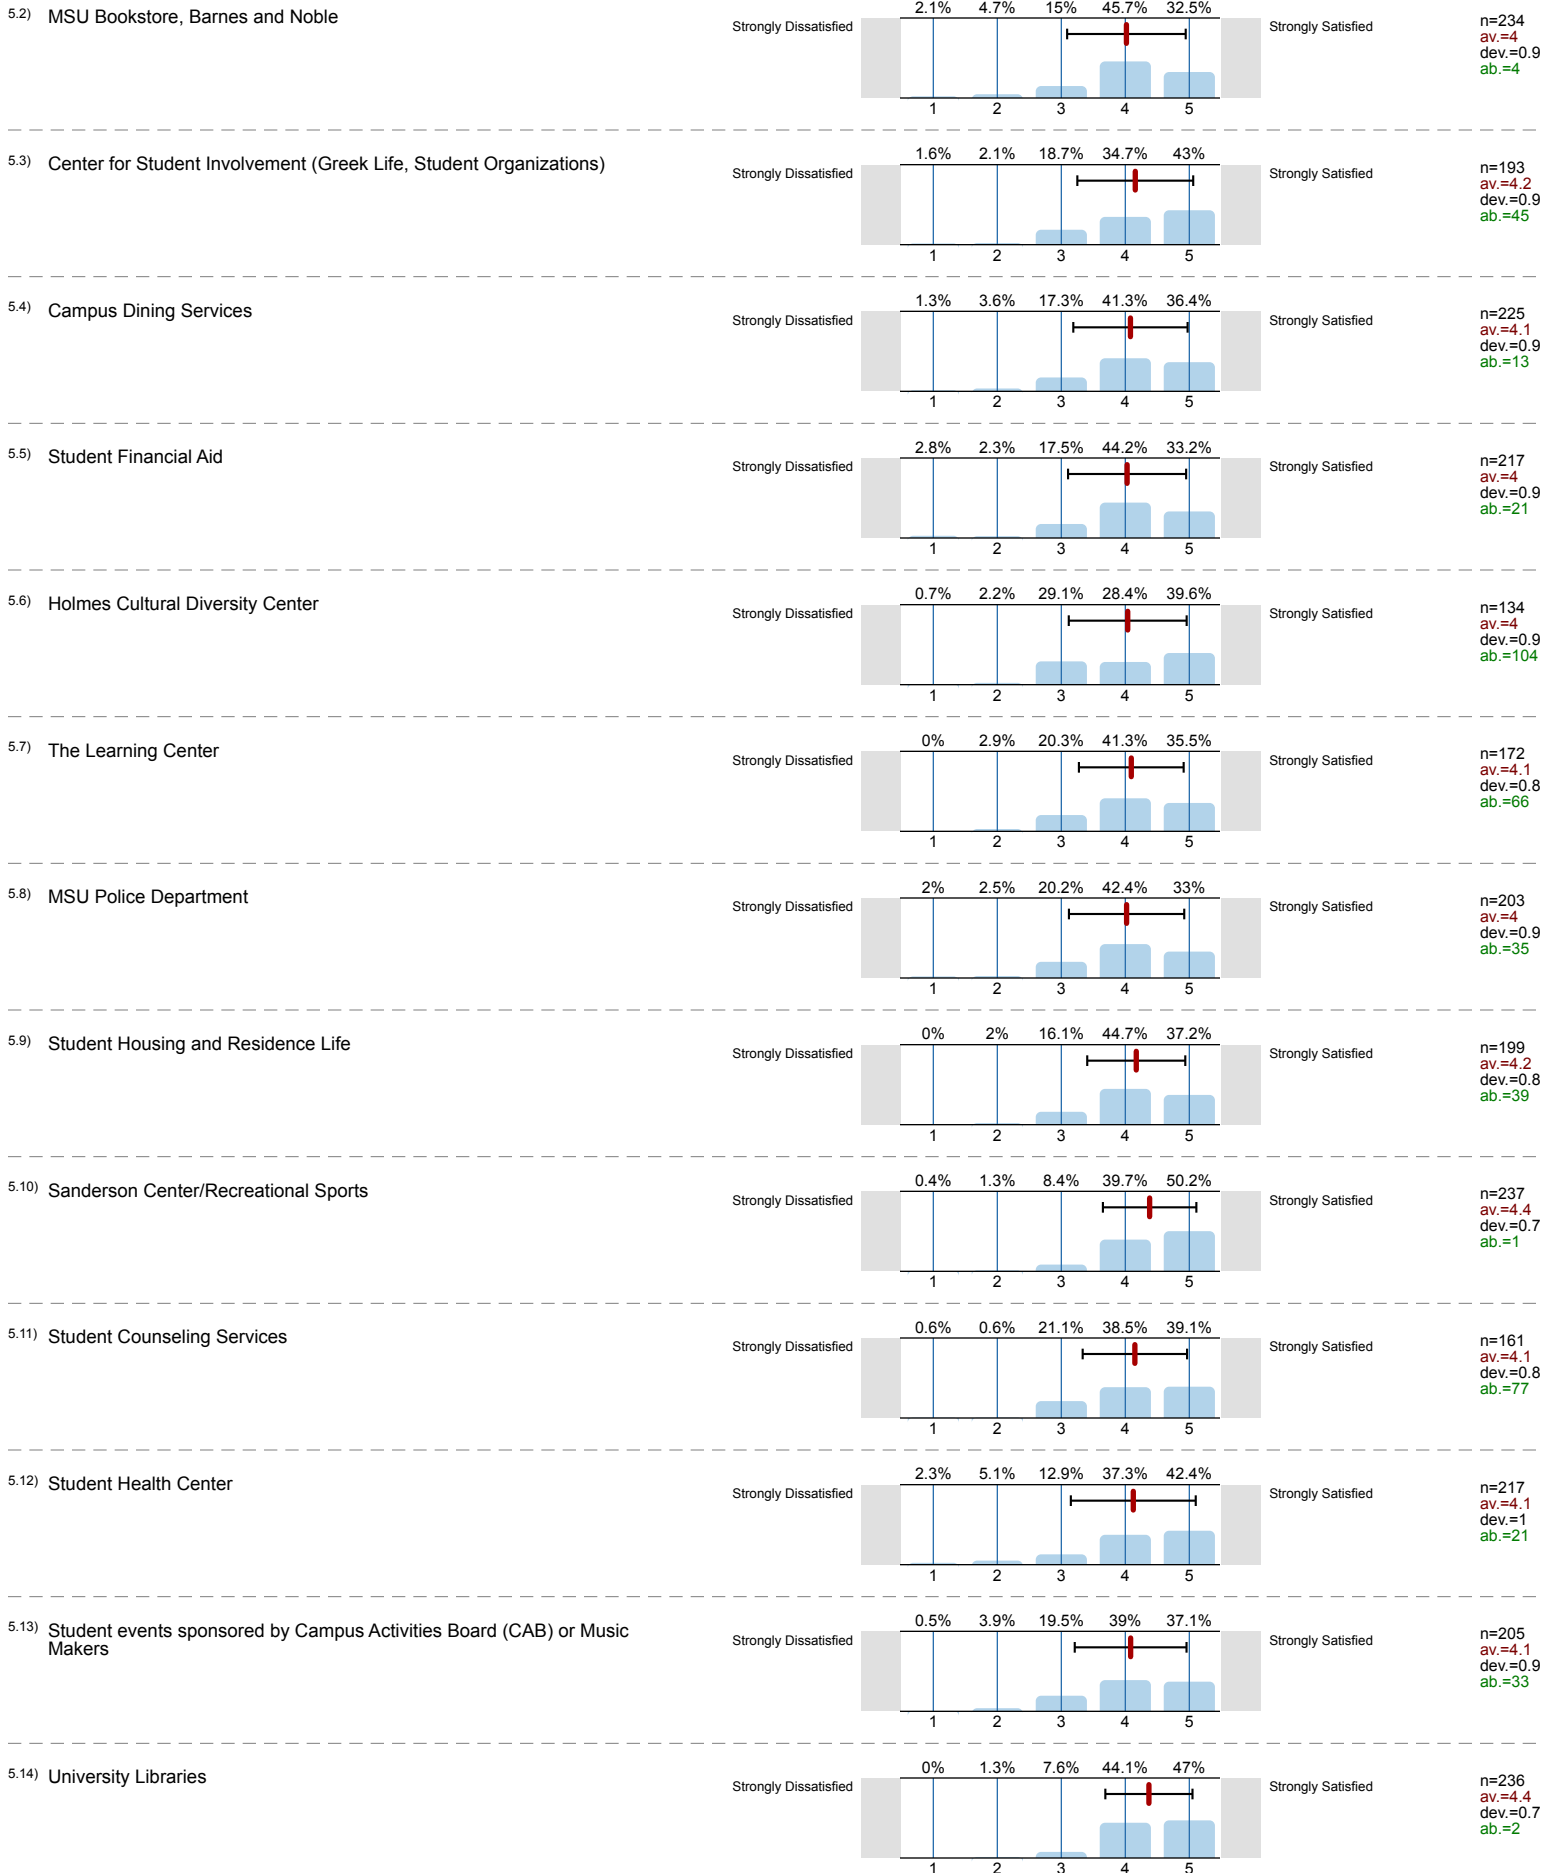 5.2) MSU Bookstore, Barnes and Noble
2.1% 4.7% 15% 45.7% 32.5%
Strongly Dissatisfied
Strongly Satisfied
n=234
av.=4
dev.=0.9
ab.=4
1 2 3 4 5
5.3) Center for Student Involvement (Greek Life, Student Organizations)
1.6% 2.1% 18.7% 34.7% 43%
Strongly Dissatisfied
Strongly Satisfied
n=193
av.=4.2
dev.=0.9
ab.=45
1 2 3 4 5
5.4) Campus Dining Services
1.3% 3.6% 17.3% 41.3% 36.4%
Strongly Dissatisfied
Strongly Satisfied
n=225
av.=4.1
dev.=0.9
ab.=13
1 2 3 4 5
5.5) Student Financial Aid
2.8% 2.3% 17.5% 44.2% 33.2%
Strongly Dissatisfied
Strongly Satisfied
n=217
av.=4
dev.=0.9
ab.=21
1 2 3 4 5
5.6) Holmes Cultural Diversity Center
0.7% 2.2% 29.1% 28.4% 39.6%
Strongly Dissatisfied
Strongly Satisfied
n=134
av.=4
dev.=0.9
ab.=104
1 2 3 4 5
5.7) The Learning Center
0% 2.9% 20.3% 41.3% 35.5%
Strongly Dissatisfied
Strongly Satisfied
n=172
av.=4.1
dev.=0.8
ab.=66
1 2 3 4 5
5.8) MSU Police Department
2% 2.5% 20.2% 42.4% 33%
Strongly Dissatisfied
Strongly Satisfied
n=203
av.=4
dev.=0.9
ab.=35
1 2 3 4 5
5.9) Student Housing and Residence Life
0% 2% 16.1% 44.7% 37.2%
Strongly Dissatisfied
Strongly Satisfied
n=199
av.=4.2
dev.=0.8
ab.=39
1 2 3 4 5
5.10) Sanderson Center/Recreational Sports
0.4% 1.3% 8.4% 39.7% 50.2%
Strongly Dissatisfied
Strongly Satisfied
n=237
av.=4.4
dev.=0.7
ab.=1
1 2 3 4 5
5.11) Student Counseling Services
0.6% 0.6% 21.1% 38.5% 39.1%
Strongly Dissatisfied
Strongly Satisfied
n=161
av.=4.1
dev.=0.8
ab.=77
1 2 3 4 5
5.12) Student Health Center
2.3% 5.1% 12.9% 37.3% 42.4%
Strongly Dissatisfied
Strongly Satisfied
n=217
av.=4.1
dev.=1
ab.=21
1 2 3 4 5
5.13) Student events sponsored by Campus Activities Board (CAB) or Music
Makers
0.5% 3.9% 19.5% 39% 37.1%
Strongly Dissatisfied
Strongly Satisfied
n=205
av.=4.1
dev.=0.9
ab.=33
1 2 3 4 5
5.14) University Libraries
0% 1.3% 7.6% 44.1% 47%
Strongly Dissatisfied
Strongly Satisfied
n=236
av.=4.4
dev.=0.7
ab.=2
1 2 3 4 5